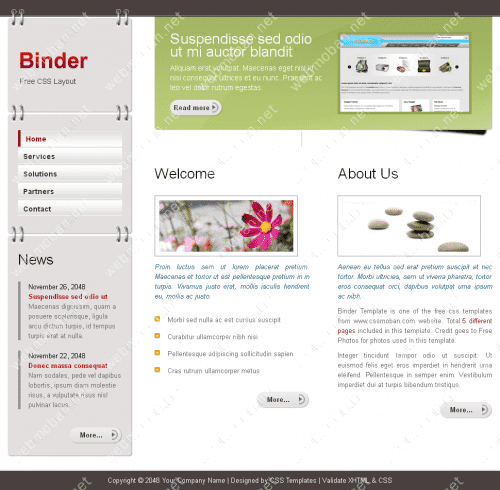 Binder
Free CSS Layout
Home
Services
Solutions
Partners
Contact
News
November 26, 2048
Suspendisse sed odio ut
Maecenas dignissim, quam a
posuere scelerisque, ligula
arcu dictum turpis, id tempus
turpis erat at nulla.
November 22, 2048
Donec massa consequat
Nam sodales, pede vel dapibus
lobortis, ipsum diam molestie
risus, a volutpat risus nisl
pulvinar lacus.
More...
Suspendisse sed odio
ut mi auctor blandit
Aliquam erat volutpat. Maecenas eget nisl id
nisi consequat ultrices et eu nunc. Praesent ac
leo vel dolor rutrum egestas.
Read more
Welcome
Proin luctus sem ut lorem placerat pretium.
Maecenas et tortor ut est pellentesque pretium in in
turpis. Vivamus justo erat, mollis iaculis hendrerit
eu, mollis ac justo.
Morbi sed nulla ac est cursus suscipit
Curabitur ullamcorper nibh nisi
Pellentesque adipiscing sollicitudin sapien
Cras rutrum ullamcorper metus
More...
About Us
Aenean eu tellus sed erat pretium suscipit at nec
tortor. Morbi ultricies, sem ut viverra pharetra, tortor
eros consequat orci, dapibus volutpat urna ipsum
ac nibh.
Binder Template is one of the free css templates
from www.cssmoban.com website. Total 5 different
pages included in this template. Credit goes to Free
Photos for photos used in this template.
Integer tincidunt tempor odio ut suscipit. Ut
euismod felis eget eros imperdiet in hendrerit urna
eleifend. Pellentesque in semper enim. Vestibulum
imperdiet dui at turpis bibendum tristique.
More...
Copyright © 2048 Your Company Name | Designed by CSS Templates | Validate XHTML & CSS